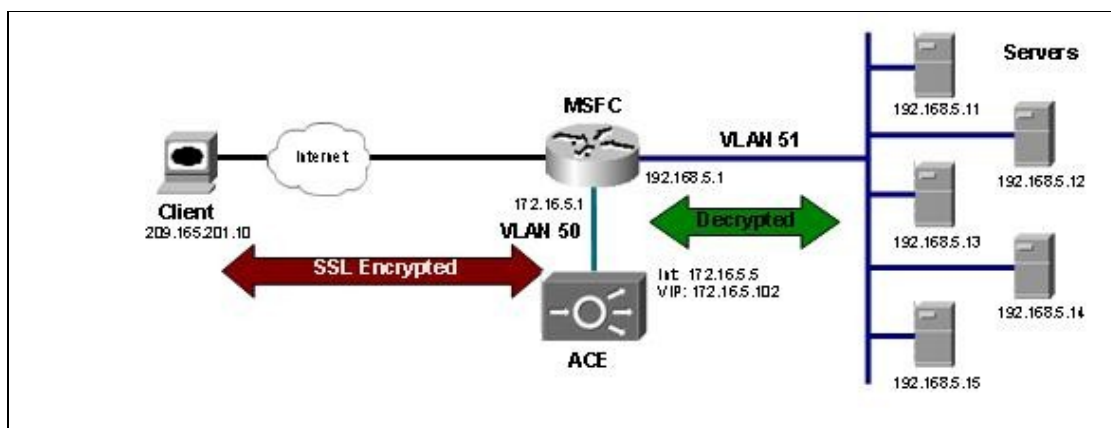 Servers
192.168.5.11
MSFC
VLAN 51
Internet
192.168.5.1
192.168.5.12
172.16.5.1
Client
209.165.201.10
VLAN 50
Decrypted
192.168.5.13
SSL Encrypted
Int: 172.16.5.5
VIP: 172.16.5.102
192.168.5.14
ACE
192.168.5.15